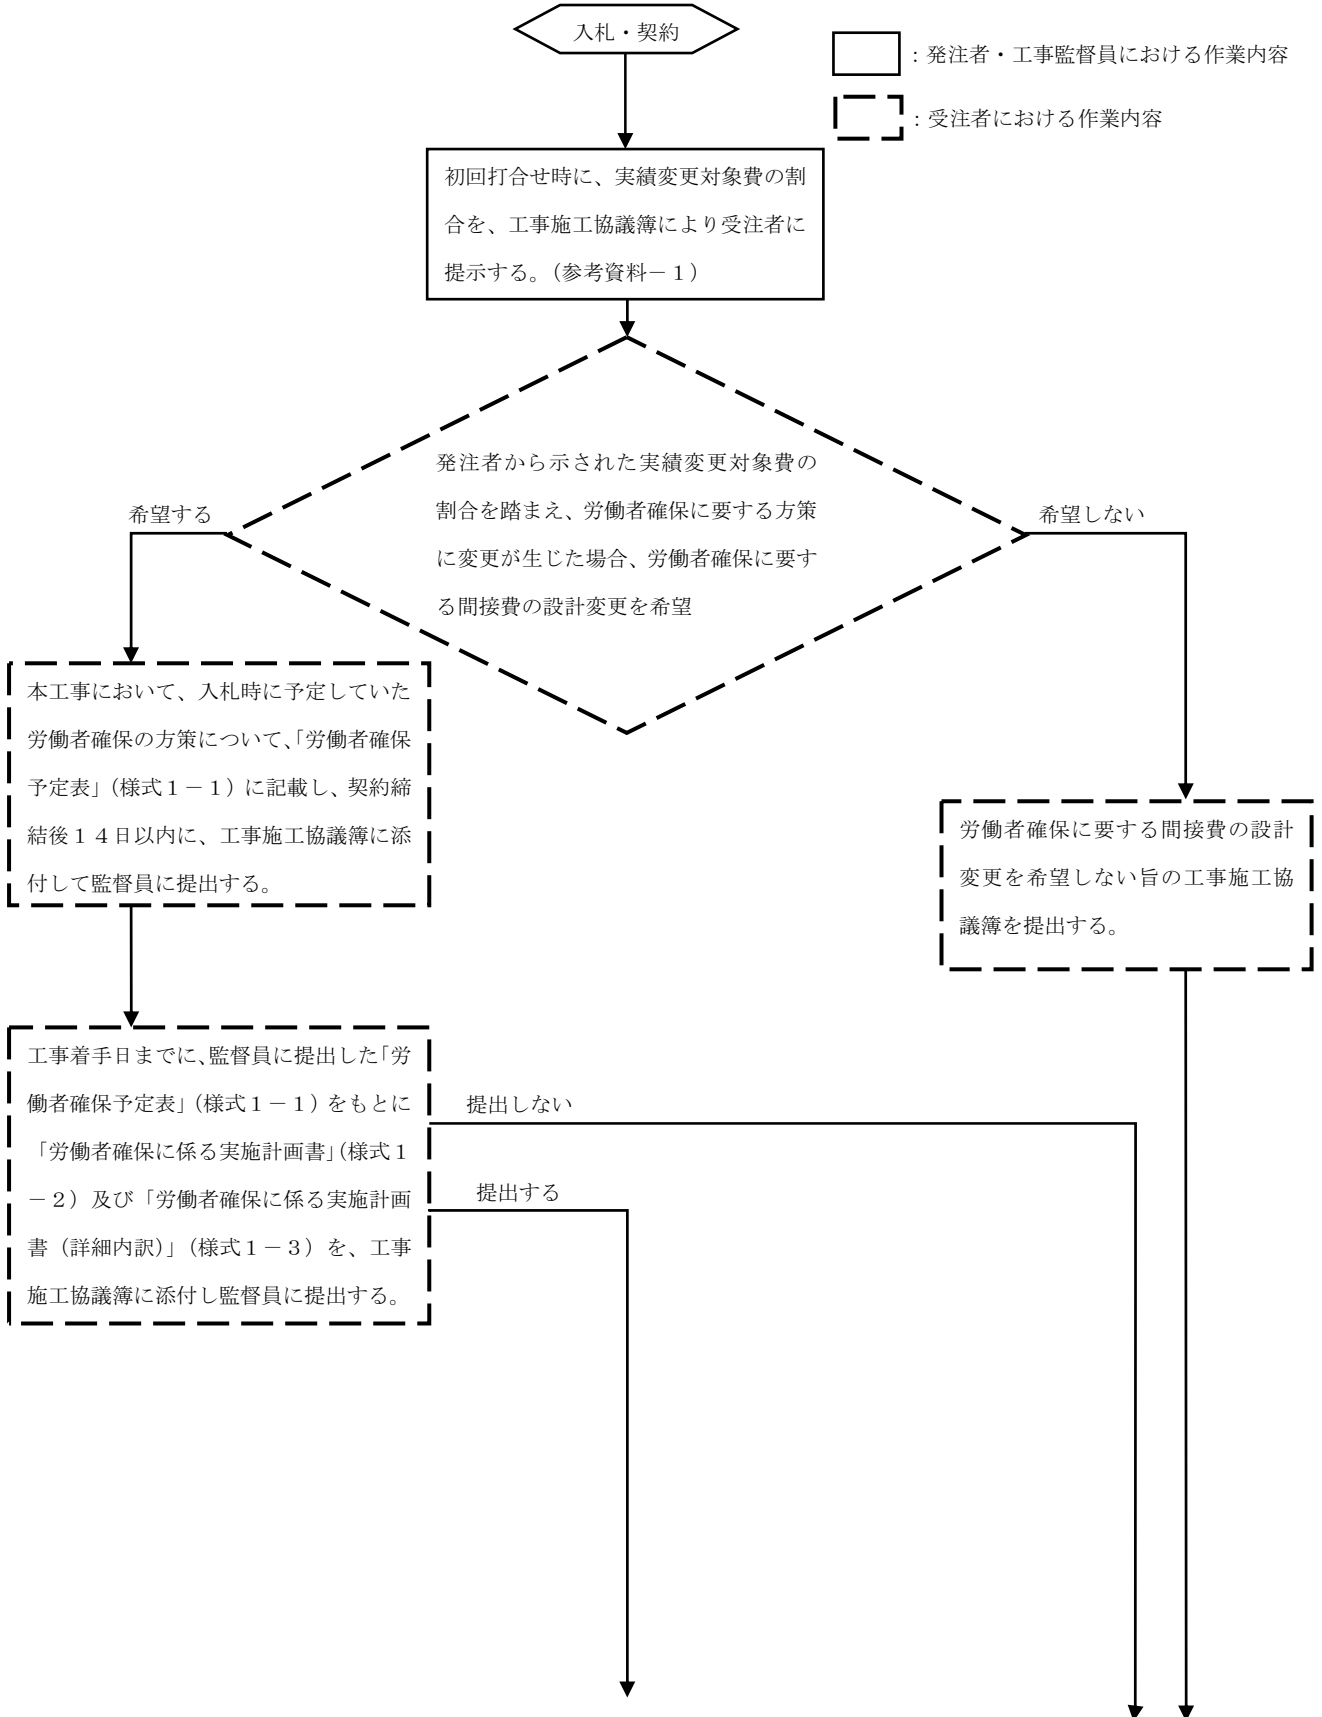 入札・契約
：発注者・工事監督員における作業内容
：受注者における作業内容
初回打合せ時に、実績変更対象費の割
合を、工事施工協議簿により受注者に
提示する。（参考資料－１）
発注者から示された実績変更対象費の
割合を踏まえ、労働者確保に要する方策
に変更が生じた場合、労働者確保に要す
る間接費の設計変更を希望
希望する
希望しない
本工事において、入札時に予定していた
労働者確保の方策について、「労働者確保
予定表」（様式１－１）に記載し、契約締
結後１４日以内に、工事施工協議簿に添
付して監督員に提出する。
労働者確保に要する間接費の設計
変更を希望しない旨の工事施工協
議簿を提出する。
工事着手日までに、監督員に提出した「労
働者確保予定表」（様式１－１）をもとに
「労働者確保に係る実施計画書」（様式１
－２）及び「労働者確保に係る実施計画
書（詳細内訳）」（様式１－３）を、工事
施工協議簿に添付し監督員に提出する。
提出しない
提出する